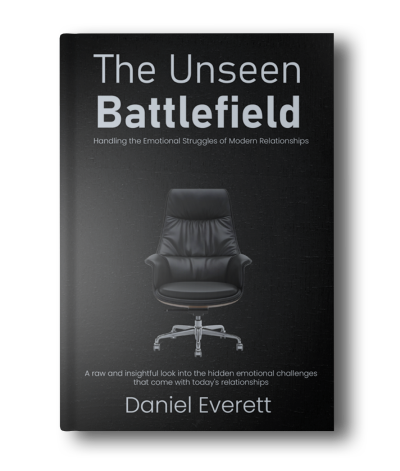 The Unseen
Battlefield
Handling the Emotional Struggles of Modern Relationships
A raw and insightful look into the hidden emotional challenges
that come with today's relationships
Daniel Everett